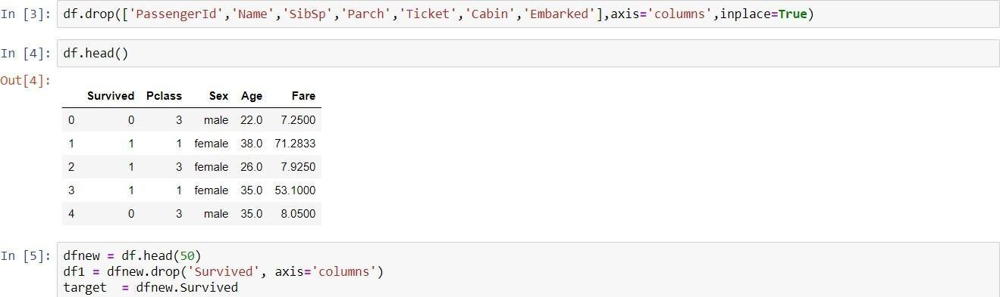 In [3]: df.drop(['PassengerId','Name','SibSp','Parch','Ticket','Cabin','Embarked'],axis='columns',inplace=True)
In [4]: df.head()
Out[4]:
Survived Pclass Sex Age Fare
0 0 3 male 22.0 7.2500
1 1 1 female 38.0 71.2833
2 1 3 female 26.0 7.9250
3 1 1 female 35.0 53.1000
4 0 3 male 35.0 8.0500
In [5]: dfnew = df.head(50)
df1 = dfnew.drop('Survived', axis='columns')
target  = dfnew.Survived